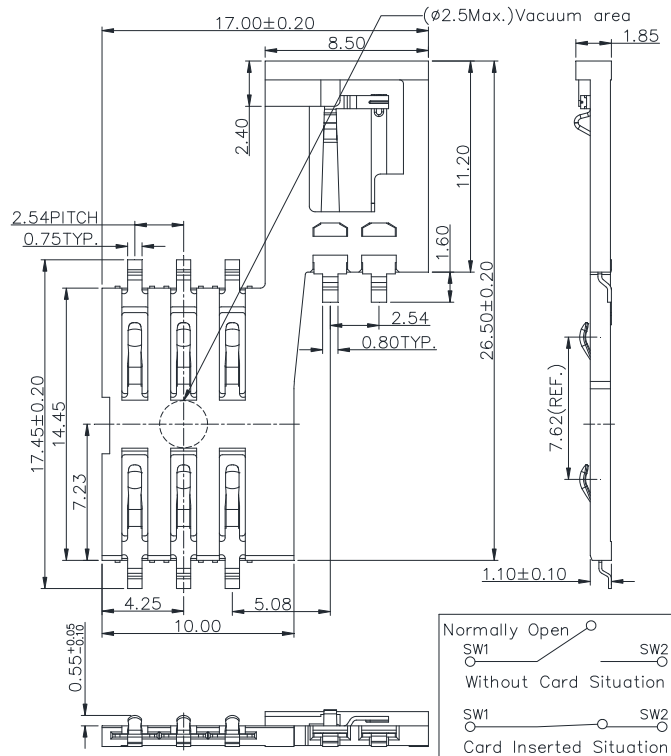 (ø2.5Max.)Vacuum area
17.00±0.20
8.50
1.85
2.40
11.20
2.54PITCH
0.75TYP.
1.60
2.54
0.80TYP.
26.50±0.20
7.62(REF.)
17.45±0.20
14.45
7.23
1.10±0.10
4.25
5.08
10.00
0.55+0.05
-0.10
Normally Open
SW1 SW2
Without Card Situation
SW1 SW2
Card Inserted Situation